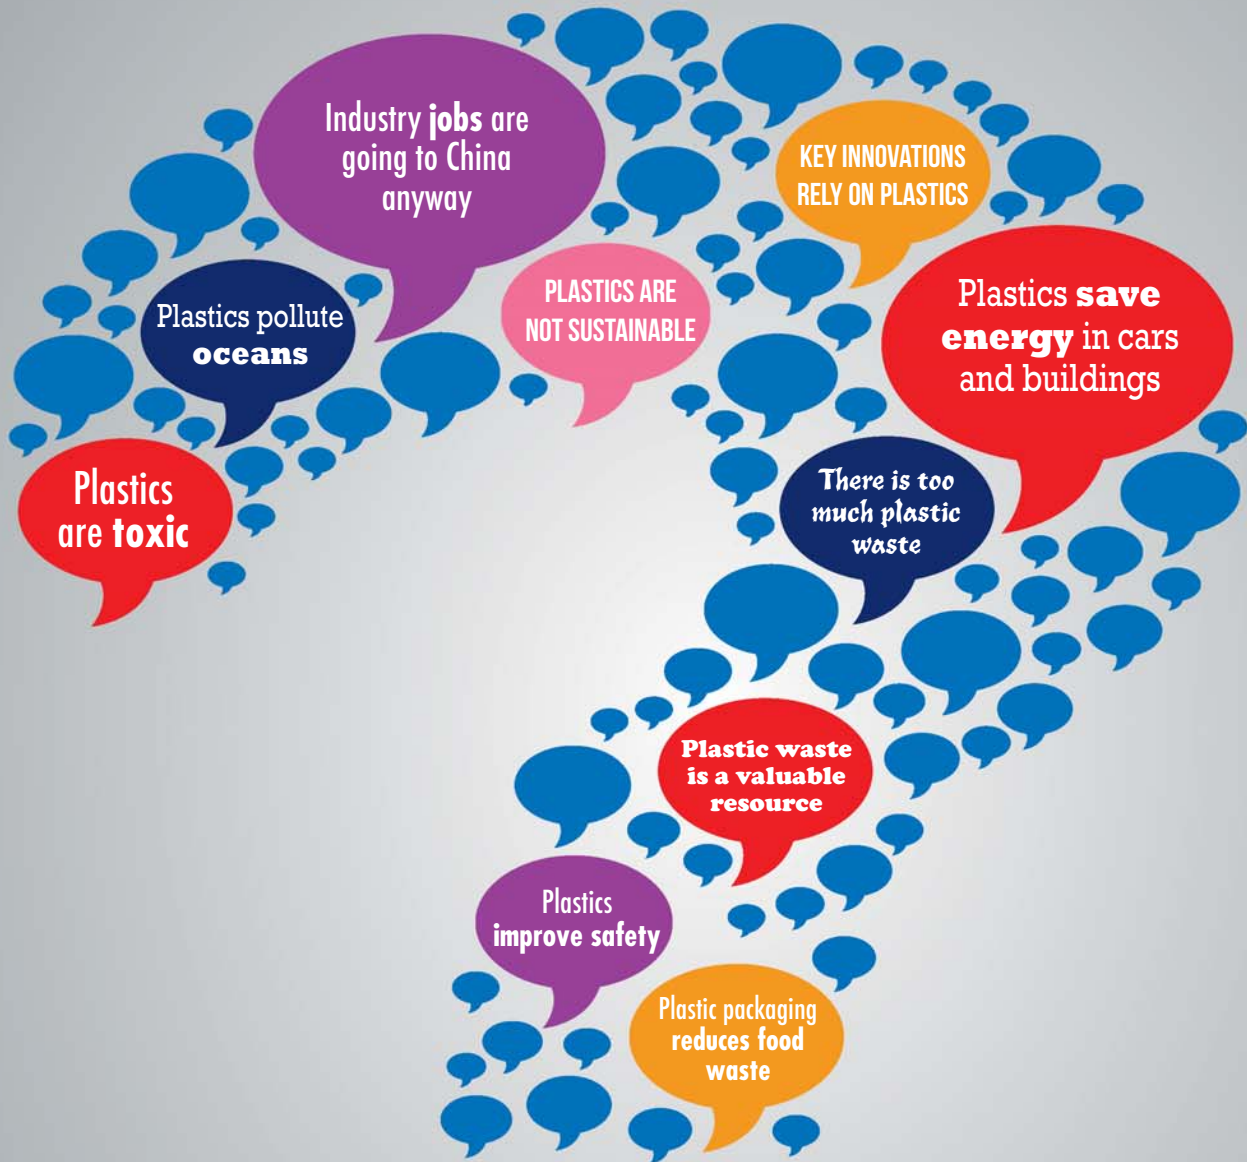 Industry jobs are
going to China
anyway
KEY INNOVATIONS
RELY ON PLASTICS
Plastics pollute
oceans
PLASTICS ARE
NOT SUSTAINABLE
Plastics save
energy in cars
and buildings
Plastics
are toxic
There is too
much plastic
waste
Plastic waste
is a valuable
resource
Plastics
improve safety
Plastic packaging
reduces food
waste